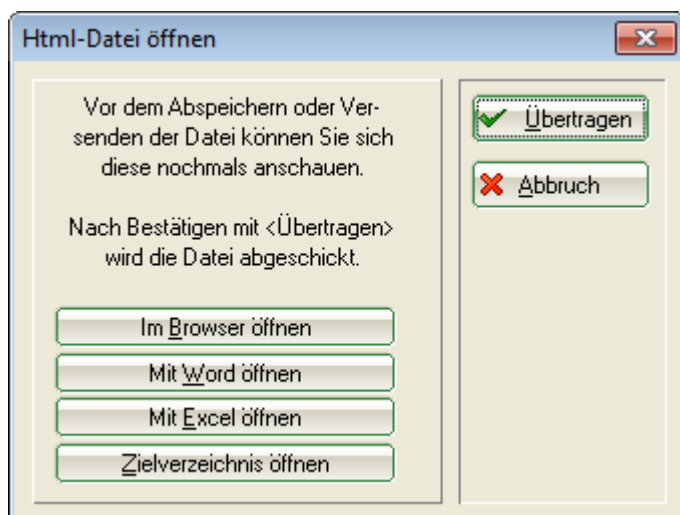 Html-Datei öffnen
Vor dem Abspeichern oder Ver-
senden der Datei können Sie sich
diese nochmals anschauen.
Nach Bestätigen mit <Übertragen>
wird die Datei abgeschickt.
Im Browser öffnen
Mit Word öffnen
Mit Excel öffnen
Zielverzeichnis öffnen
Übertragen
Abbruch